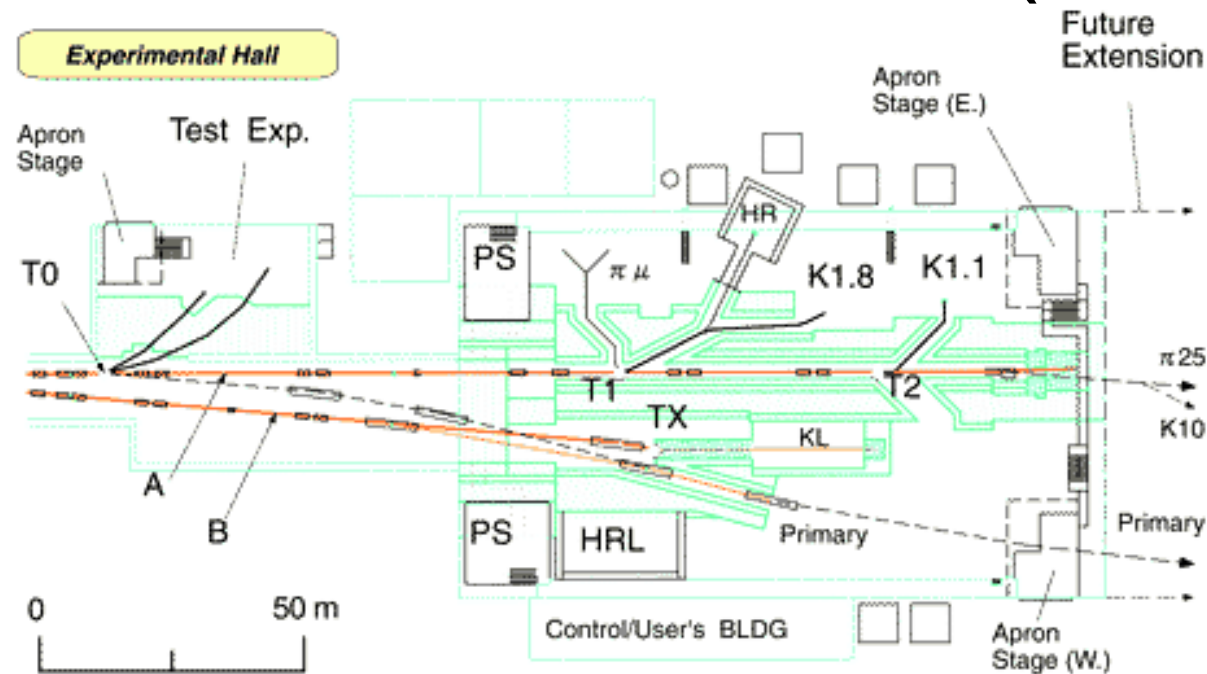 Future
Extension
Experimental Hall
Apron
Stage (E.)
Apron
Stage
Test Exp.
HR
PS
π μ
K1.8
K1.1
T0
T1
T2
π25
K10
TX
KL
A
B
PS
HRL
Primary
Primary
0
50 m
Control/User's BLDG
Apron
Stage (W.)